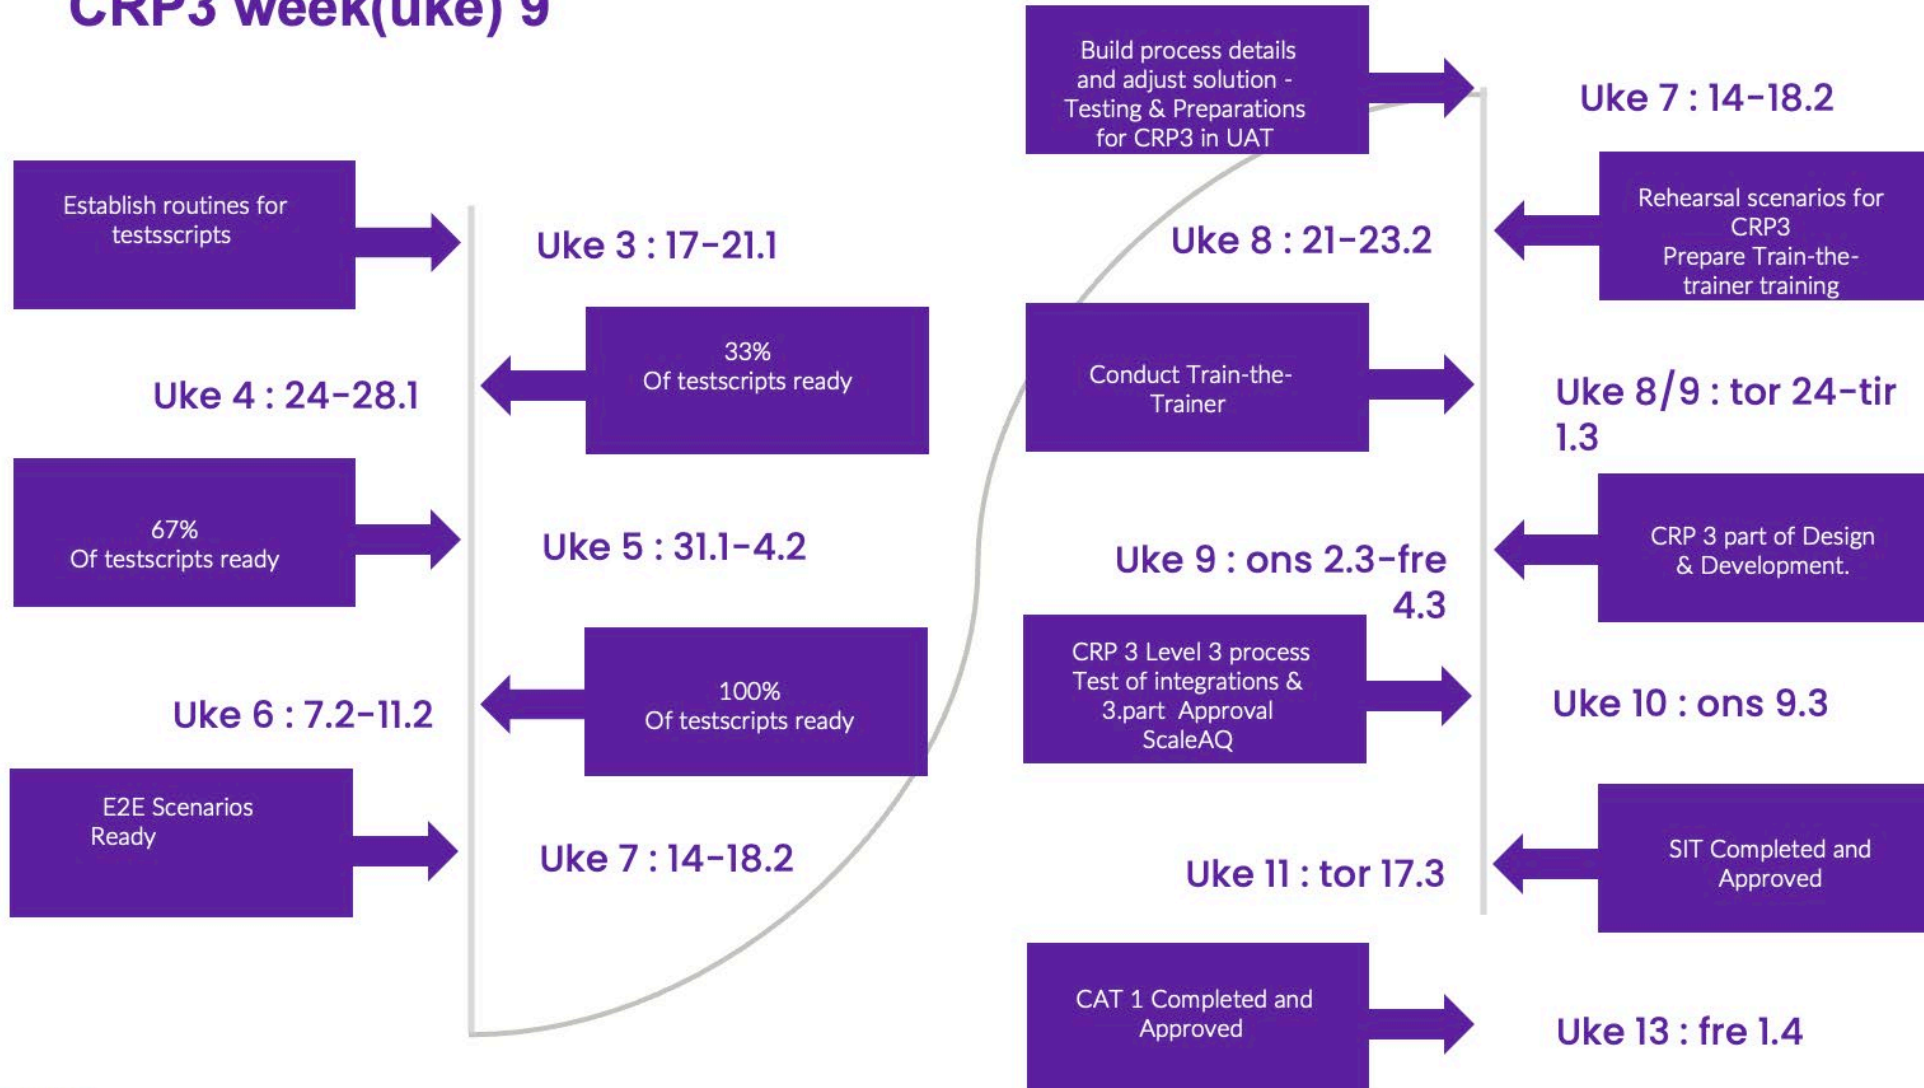 CRP3 week(uke) 9
Establish routines for
testsscripts
Uke 3 : 17-21.1
33%
Of testscripts ready
Uke 4 : 24-28.1
67%
Of testscripts ready
Uke 5 : 31.1-4.2
100%
Of testscripts ready
Uke 6 : 7.2-11.2
E2E Scenarios
Ready
Uke 7 : 14-18.2
Build process details
and adjust solution -
Testing & Preparations
for CRP3 in UAT
Uke 7 : 14-18.2
Rehearsal scenarios for
CRP3
Prepare Train-the-
trainer training
Uke 8 : 21-23.2
Conduct Train-the-
Trainer
Uke 8/9 : tor 24-tir
1.3
CRP 3 part of Design
& Development.
Uke 9 : ons 2.3-fre
4.3
CRP 3 Level 3 process
Test of integrations &
3.part Approval
ScaleAQ
Uke 10 : ons 9.3
SIT Completed and
Approved
Uke 11 : tor 17.3
CAT 1 Completed and
Approved
Uke 13 : fre 1.4